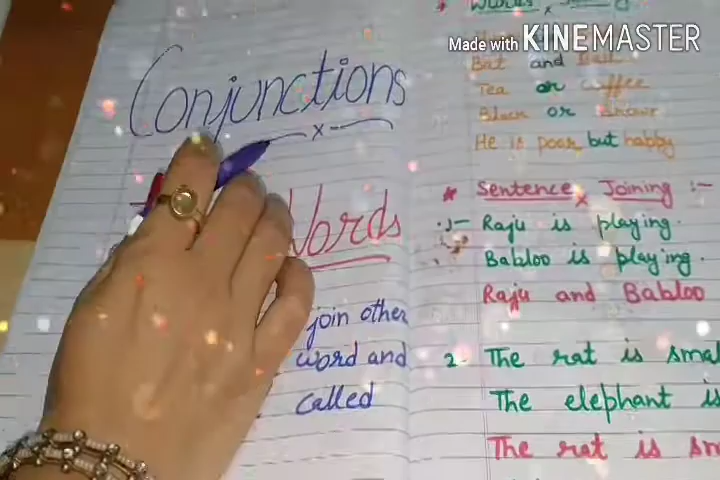 Conjunctions
Words
join other
word and
called
Made with KINEMASTER
Words
Bat and Ball
Tea or Coffee
Black or
He is poor but happy
* Sentence Joining :-
1- Raju is playing.
Babloo is playing.
Raju and Babloo
2. The rat is smal
The elephant is
The rat is sm